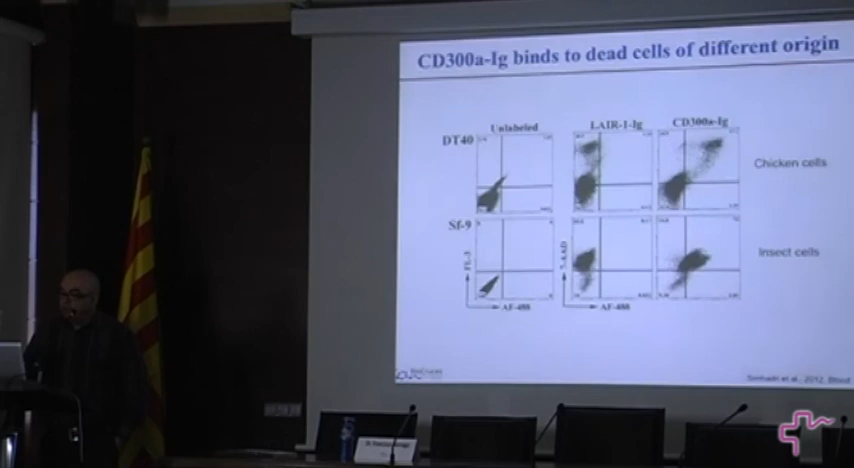 CD300a-Ig binds to dead cells of different origin
Unlabeled LAIR-1-Ig CD300a-Ig
DT40
Chicken cells
Sf-9
Insect cells
FL-3
7-AAD
AF-488 AF-488
BioCruces
et al., 2012, Blood